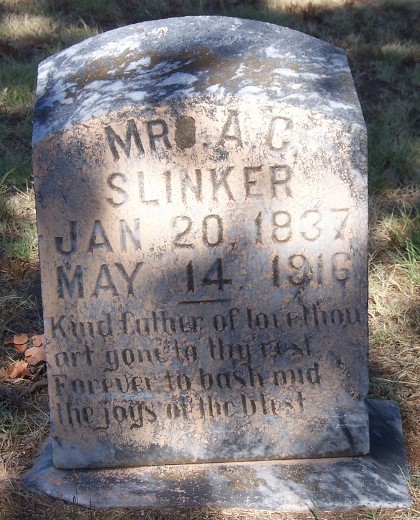 MR. A. C.
SLINKER
JAN. 20, 1837
MAY 14, 1916
Kind father of love thou
art gone to thy rest
Forever to bask mid
the joys of the blest